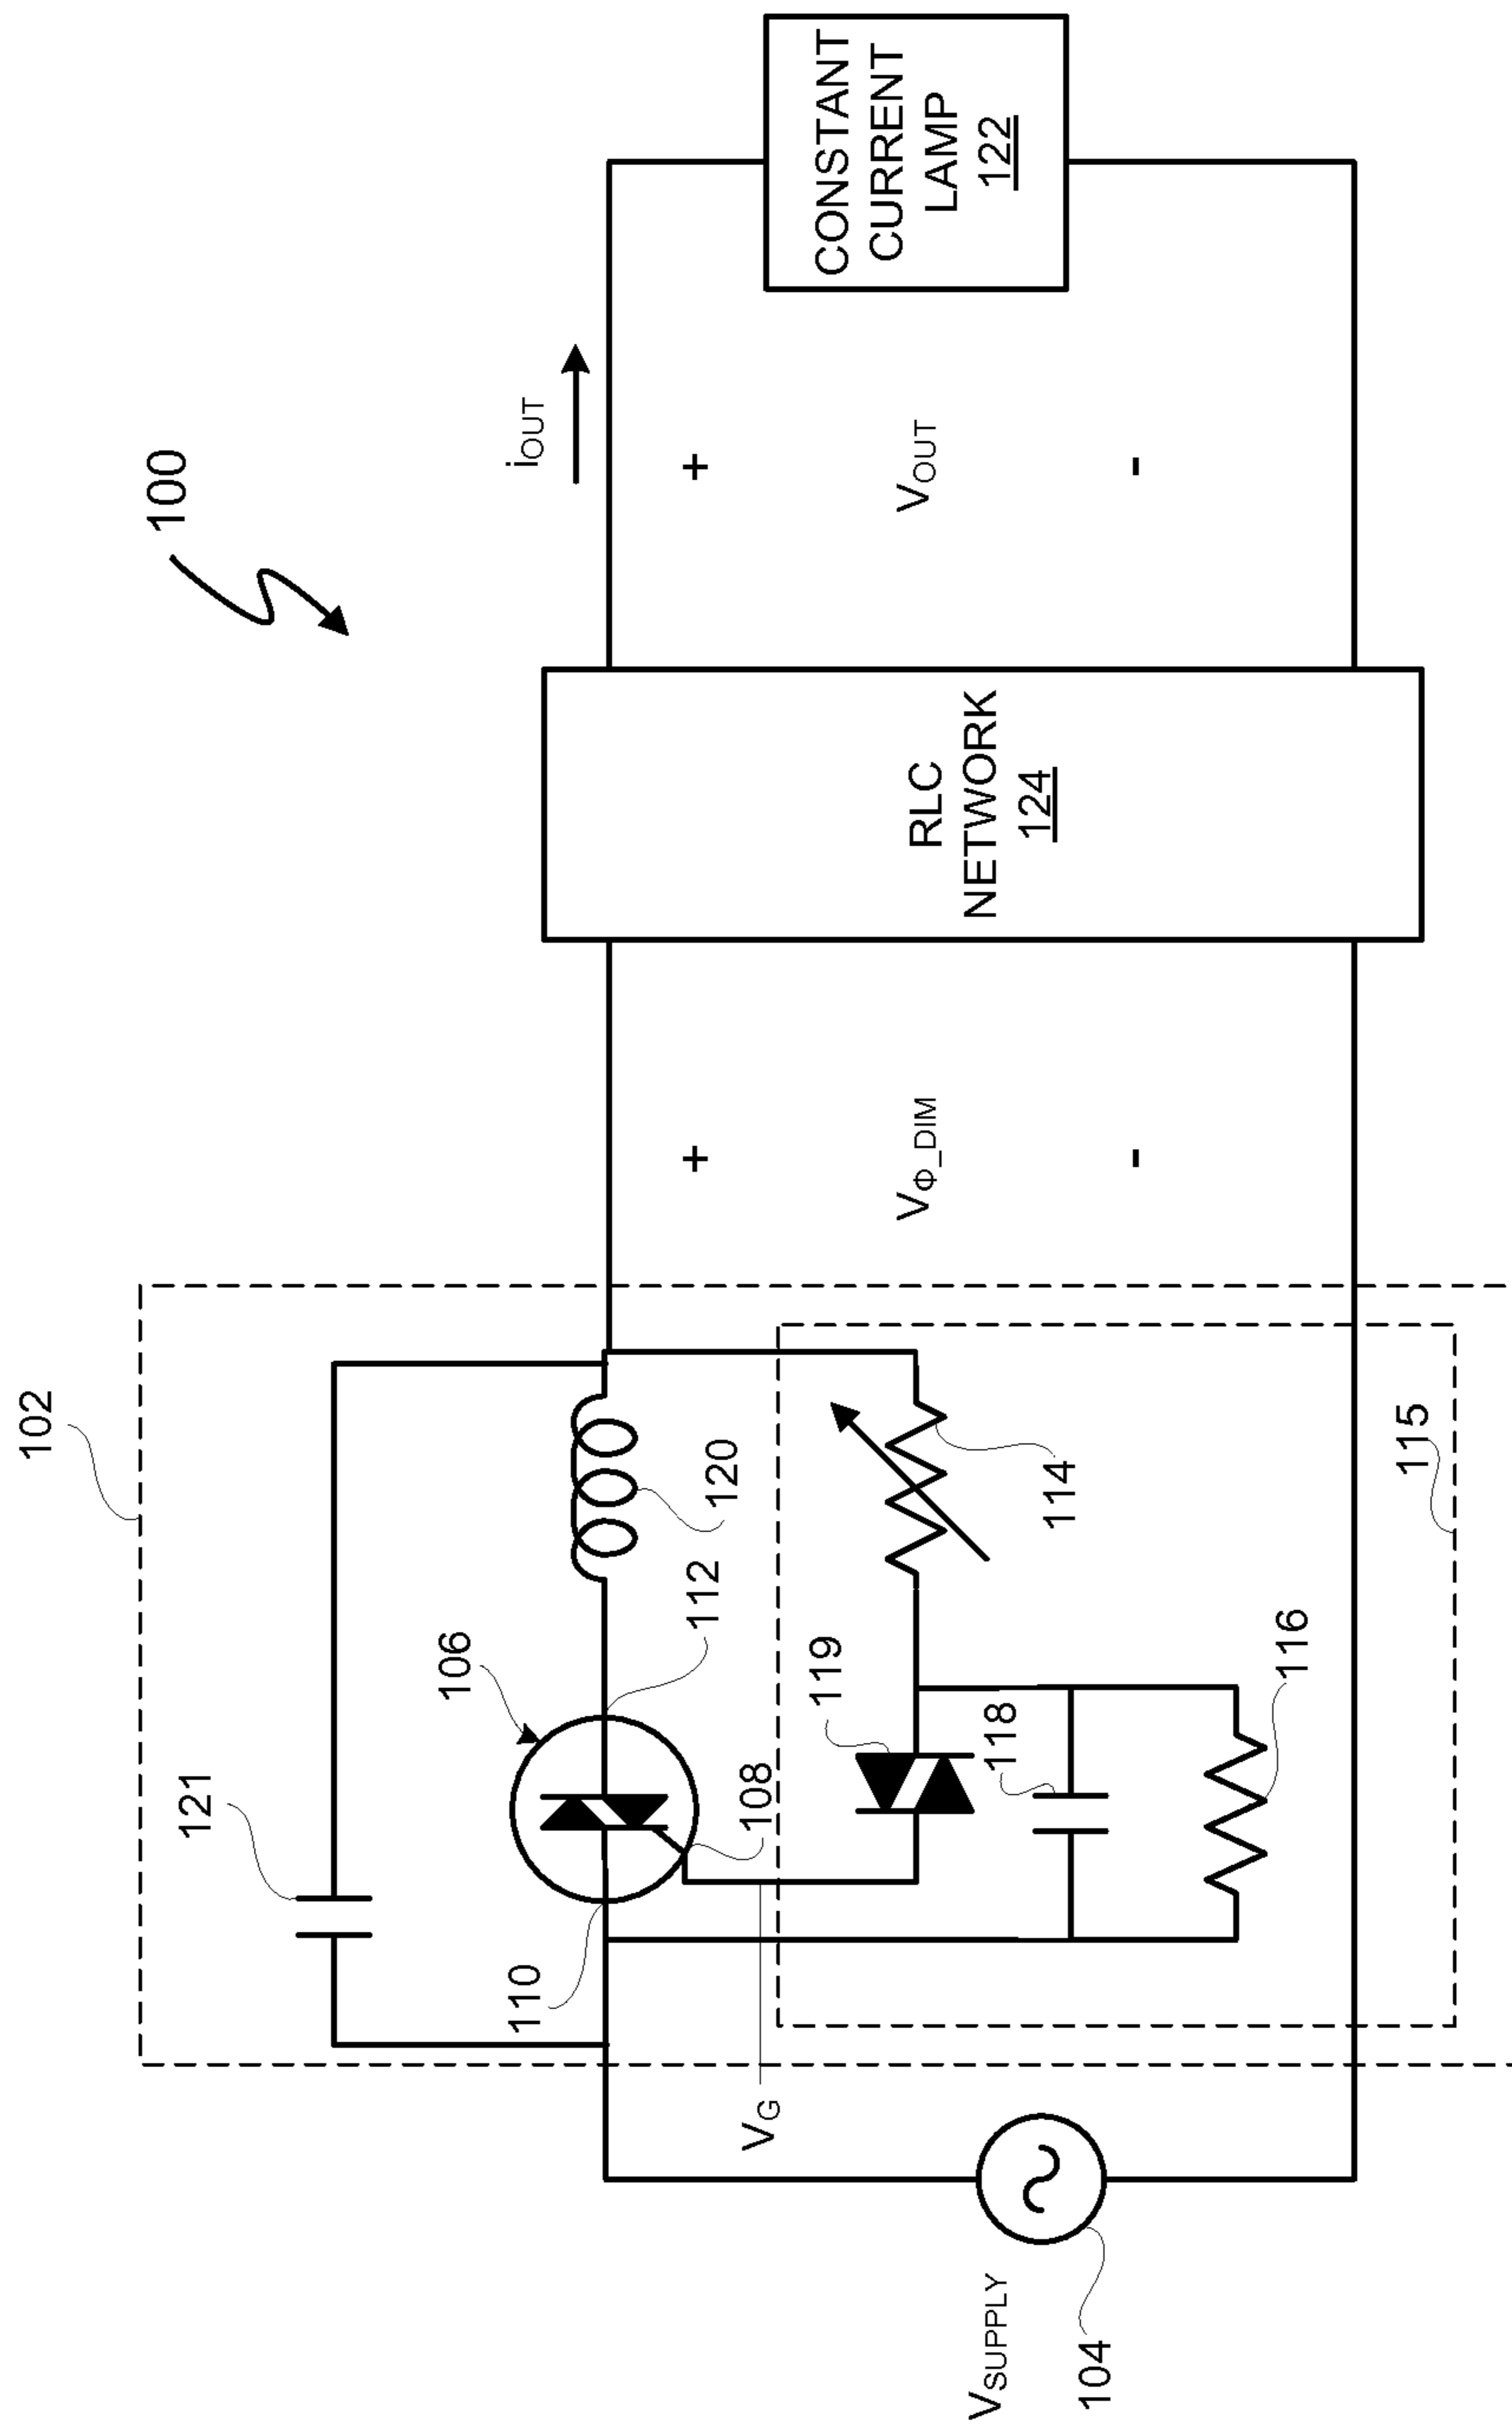 100
102
121
106
iOUT
+
+
CONSTANT
CURRENT
LAMP
122
110
108
112
120
VG
119
114
118
116
115
VΦ_DIM
RLC
NETWORK
124
VOUT
-
-
VSUPPLY
104